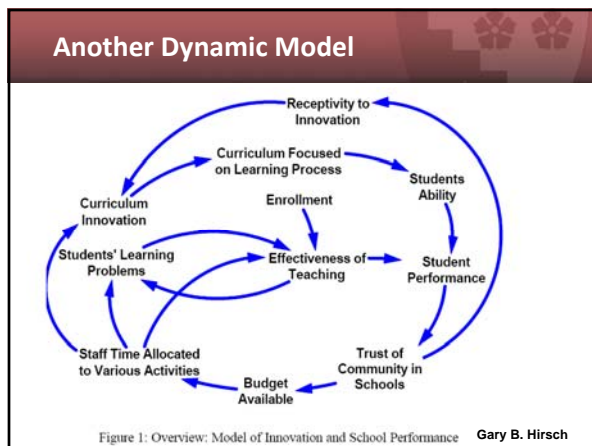 Another Dynamic Model
Receptivity to
Innovation
Curriculum Focused
on Learning Process
Students
Ability
Curriculum
Innovation
Enrollment
Students' Learning
Problems
Effectiveness of
Teaching
Student
Performance
Staff Time Allocated
to Various Activities
Budget
Available
Trust of
Community in
Schools
Figure 1: Overview: Model of Innovation and School Performance
Gary B. Hirsch